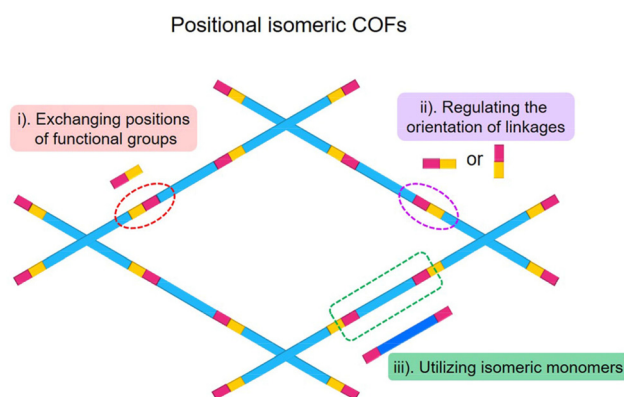 Positional isomeric COFs
i). Exchanging positions
of functional groups
ii). Regulating the
orientation of linkages
or
iii). Utilizing isomeric monomers